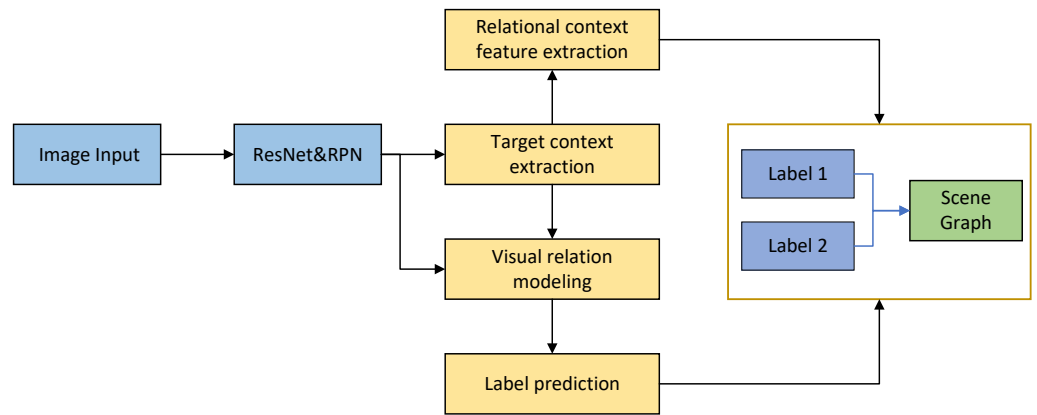 Relational context
feature extraction
Image Input
ResNet&RPN
Target context
extraction
Label 1
Label 2
Scene
Graph
Visual relation
modeling
Label prediction